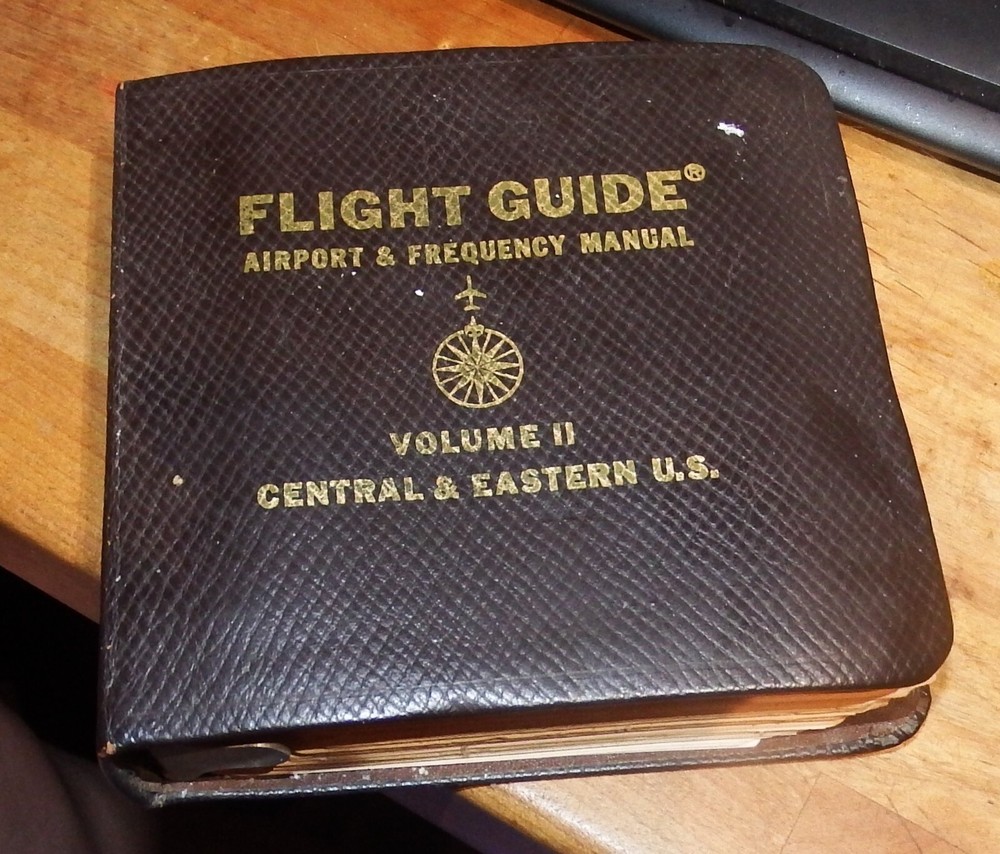 FLIGHT GUIDE®
AIRPORT & FREQUENCY MANUAL
VOLUME II
CENTRAL & EASTERN U.S.